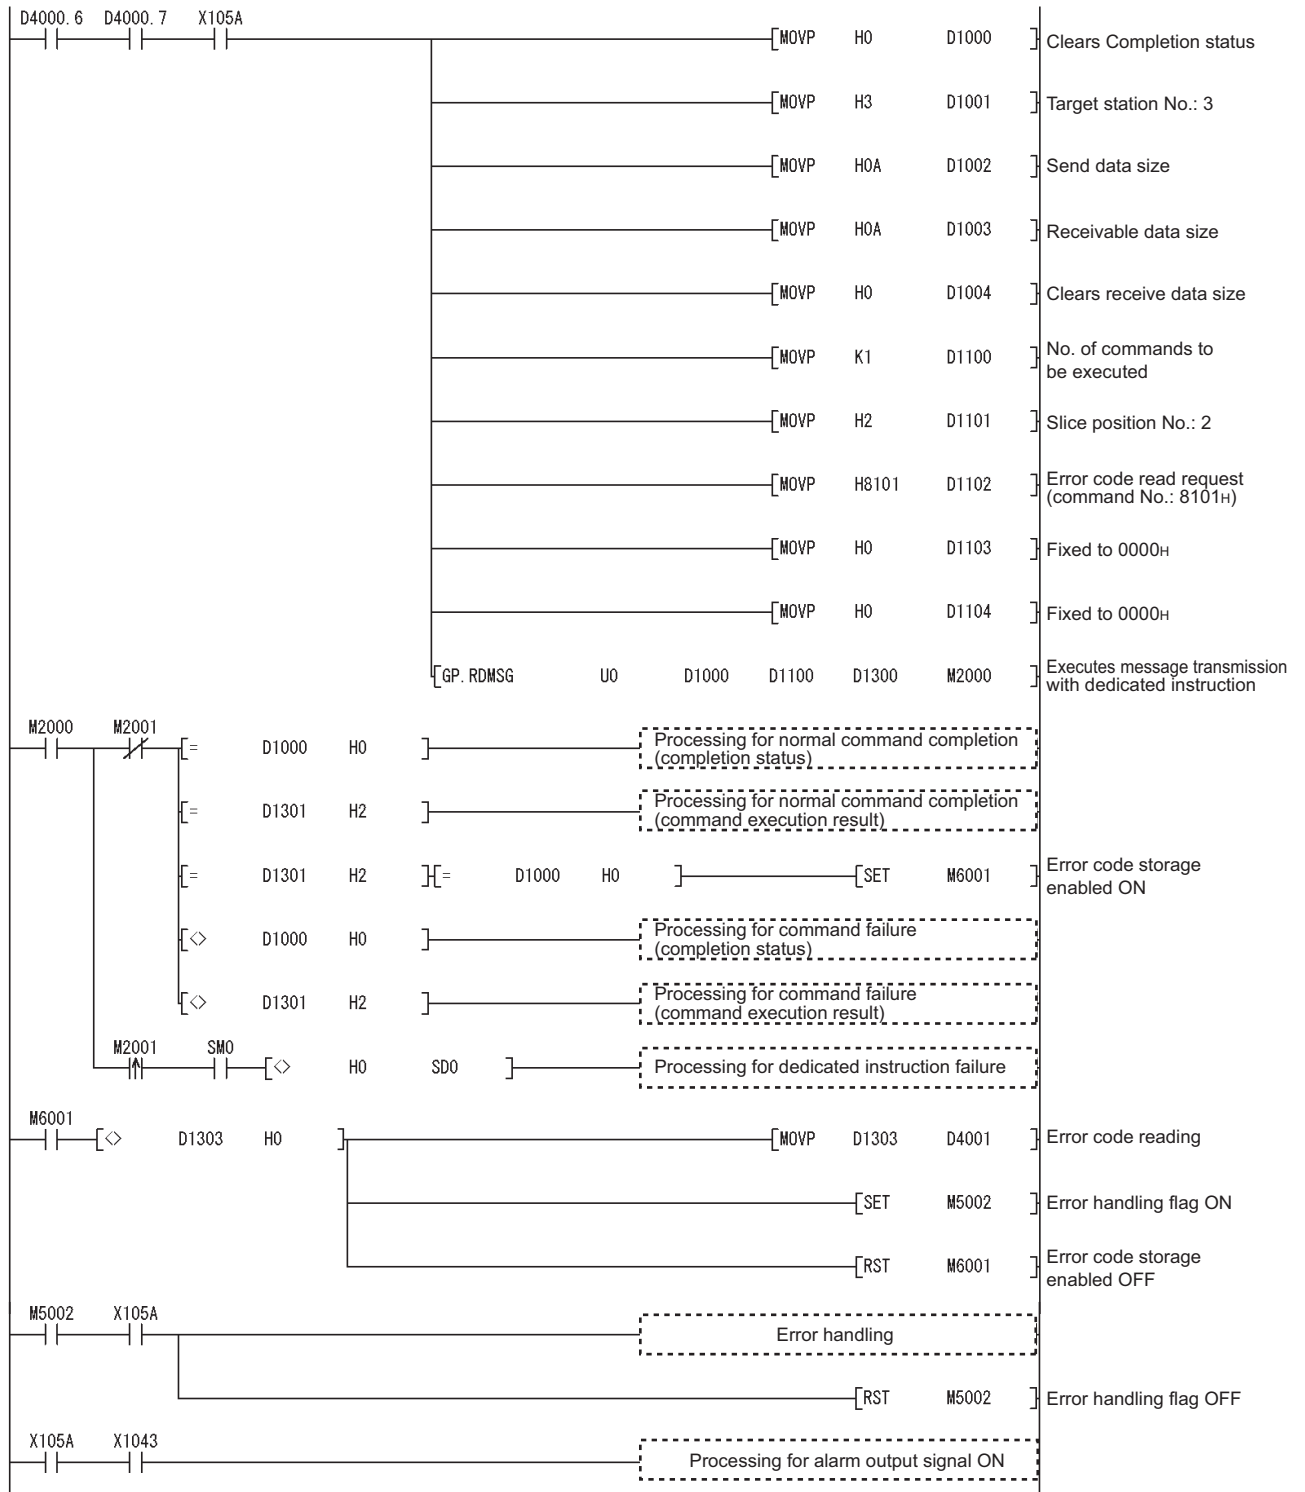 D4000.6 D4000.7 X105A
[MOVP H0 D1000 ] Clears Completion status
[MOVP H3 D1001 ] Target station No.: 3
[MOVP H0A D1002 ] Send data size
[MOVP H0A D1003 ] Receivable data size
[MOVP H0 D1004 ] Clears receive data size
[MOVP K1 D1100 ] No. of commands to
be executed
[MOVP H2 D1101 ] Slice position No.: 2
[MOVP H8101 D1102 ] Error code read request
(command No.: 8101H)
[MOVP H0 D1103 ] Fixed to 0000H
[MOVP H0 D1104 ] Fixed to 0000H
[GP.RDMSG U0 D1000 D1100 D1300 M2000 ] Executes message transmission
with dedicated instruction
M2000 M2001
[= D1000 H0 ] Processing for normal command completion
(completion status)
[= D1301 H2 ] Processing for normal command completion
(command execution result)
[= D1301 H2 ][= D1000 H0 ] [SET M6001 ] Error code storage
enabled ON
[<> D1000 H0 ] Processing for command failure
(completion status)
[<> D1301 H2 ] Processing for command failure
(command execution result)
M2001 SM0
[<> H0 SD0 ] Processing for dedicated instruction failure
M6001
[<> D1303 H0 ] [MOVP D1303 D4001 ] Error code reading
[SET M5002 ] Error handling flag ON
[RST M6001 ] Error code storage
enabled OFF
M5002 X105A
Error handling
[RST M5002 ] Error handling flag OFF
X105A X1043
Processing for alarm output signal ON